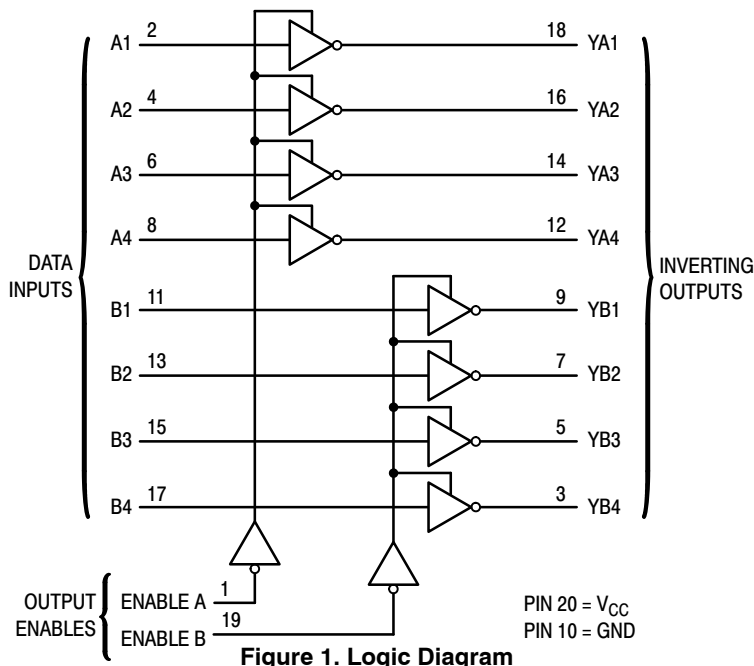 A1 2 18 YA1
A2 4 16 YA2
A3 6 14 YA3
A4 8 12 YA4
DATA INPUTS
INVERTING OUTPUTS
B1 11 9 YB1
B2 13 7 YB2
B3 15 5 YB3
B4 17 3 YB4
OUTPUT ENABLES
ENABLE A 1
ENABLE B 19
PIN 20 = VCC
PIN 10 = GND
Figure 1. Logic Diagram